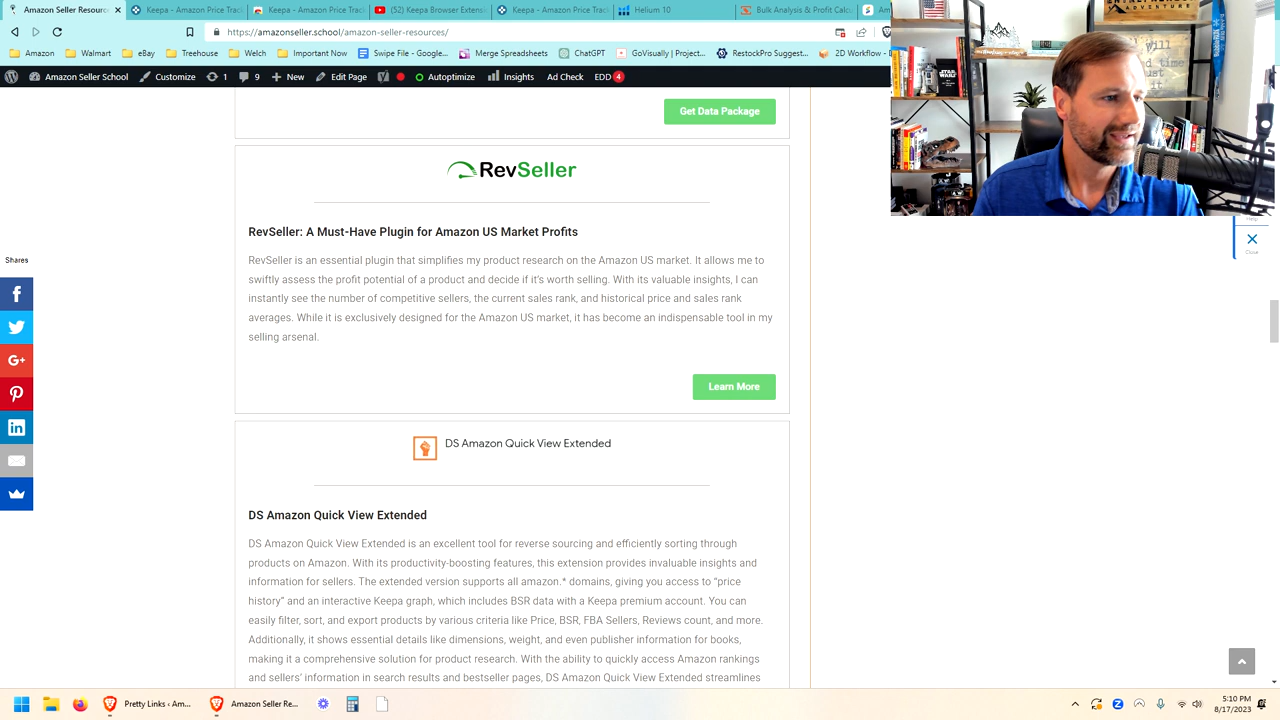 Amazon Seller Resourc
Keepa - Amazon Price Tracl
Keepa - Amazon Price Traci
(52) Keepa Browser Extensi
Keepa - Amazon Price Traci
Helium 10
Bulk Analysis & Profit Calcu
https://amazonseller.school/amazon-seller-resources/
Amazon
Walmart
eBay
Treehouse
Welch
Swipe File - Google...
Merge Spreadsheets
ChatGPT
GoVisually | Project...
RestockPro Suggest...
2D Workflow -
Amazon Seller School
Customize
1
9
New
Edit Page
Autoptimize
Insights
Ad Check
EDD
4
Get Data Package
RevSeller
RevSeller: A Must-Have Plugin for Amazon US Market Profits
RevSeller is an essential plugin that simplifies my product research on the Amazon US market. It allows me to
swiftly assess the profit potential of a product and decide if it's worth selling. With its valuable insights, I can
instantly see the number of competitive sellers, the current sales rank, and historical price and sales rank
averages. While it is exclusively designed for the Amazon US market, it has become an indispensable tool in my
selling arsenal.
Learn More
Shares
DS Amazon Quick View Extended
DS Amazon Quick View Extended
DS Amazon Quick View Extended is an excellent tool for reverse sourcing and efficiently sorting through
products on Amazon. With its productivity-boosting features, this extension provides invaluable insights and
information for sellers. The extended version supports all amazon.* domains, giving you access to "price
history" and an interactive Keepa graph, which includes BSR data with a Keepa premium account. You can
easily filter, sort, and export products by various criteria like Price, BSR, FBA Sellers, Reviews count, and more.
Additionally, it shows essential details like dimensions, weight, and even publisher information for books,
making it a comprehensive solution for product research. With the ability to quickly access Amazon rankings
and sellers' information in search results and bestseller pages, DS Amazon Quick View Extended streamlines
Help
Close
STAR WARS
ADVENTURE
will
time
it
Pretty Links ‹ Am...
Amazon Seller Re...
5:10 PM
8/17/2023